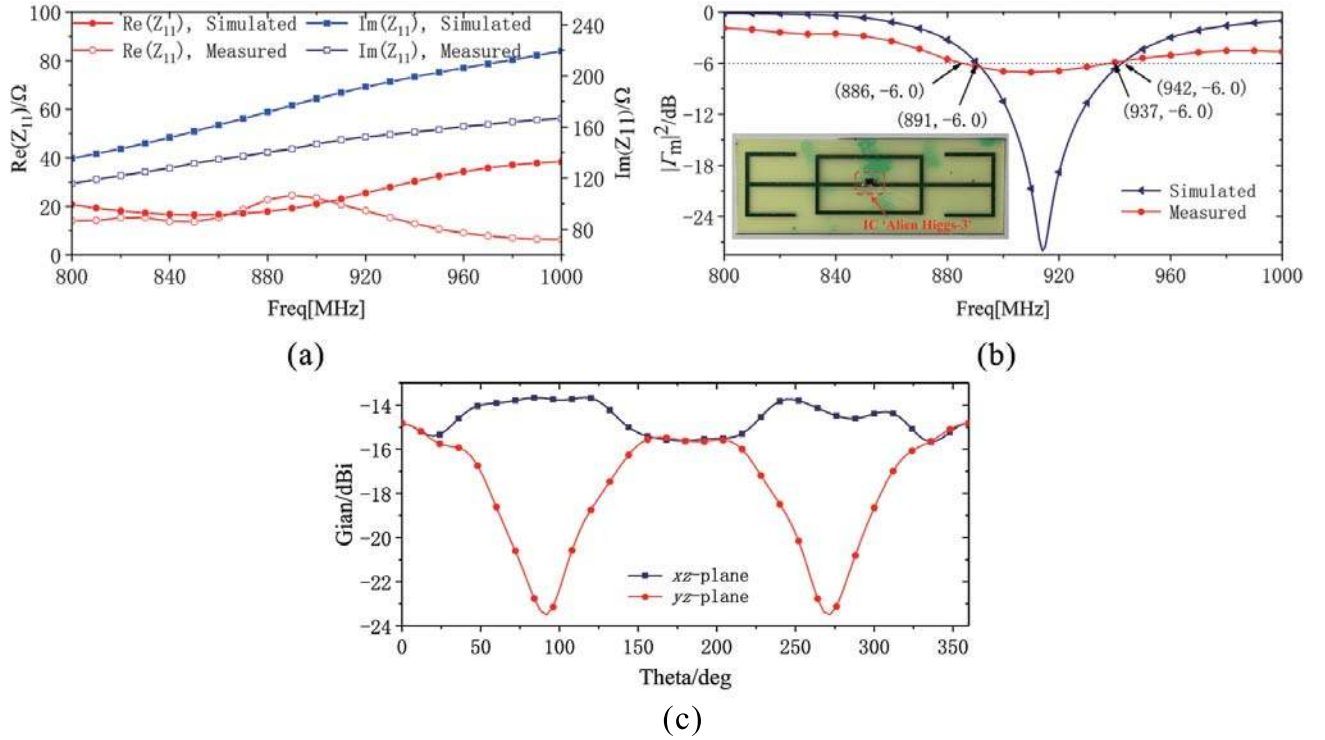 Re(Z11), Simulated
Im(Z11), Simulated
Re(Z11), Measured
Im(Z11), Measured
100
80
60
40
20
0
Re(Z11)/Ω
240
200
160
120
80
Im(Z11)/Ω
800
840
880
920
960
1000
Freq[MHz]
(a)
0
-6
-12
-18
-24
|Γm|²/dB
(886, -6.0)
(891, -6.0)
(942, -6.0)
(937, -6.0)
IC 'Alien Higgs-3'
Simulated
Measured
800
840
880
920
960
1000
Freq[MHz]
(b)
-14
-16
-18
-20
-22
-24
Gian/dBi
xz-plane
yz-plane
0
50
100
150
200
250
300
350
Theta/deg
(c)